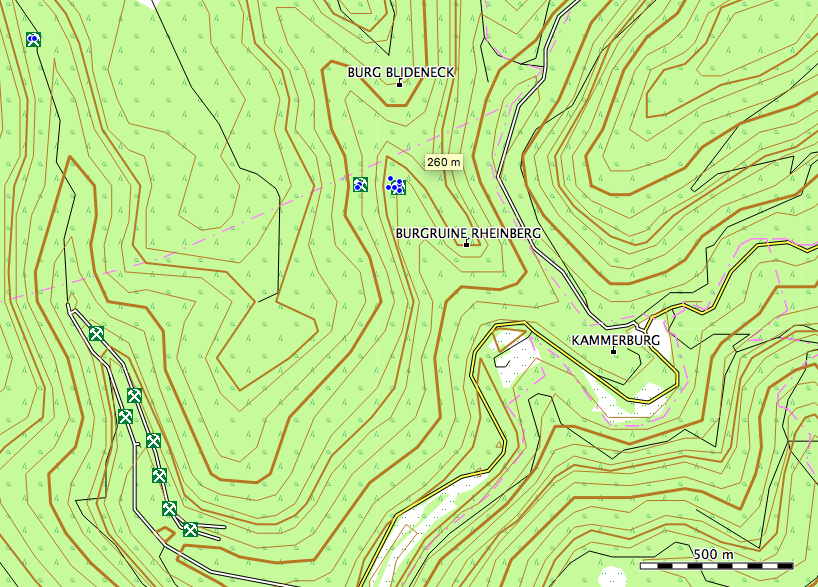 BURG BLIDENECK
260 m
BURGRUINE RHEINBERG
KAMMERBURG
500 m